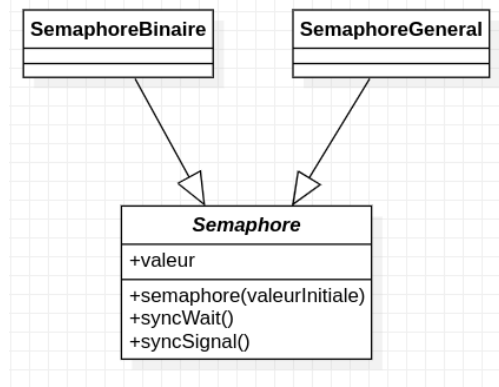 SemaphoreBinaire
SemaphoreGeneral
Semaphore
+valeur
+semaphore(valeurInitiale)
+syncWait()
+syncSignal()